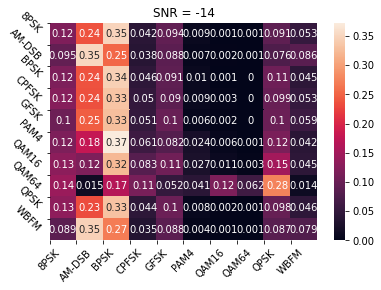 SNR = -14
8PSK 0.12 0.24 0.35 0.042 0.094 0.009 0.001 0.001 0.091 0.053
AM-DSB 0.095 0.35 0.25 0.038 0.088 0.007 0.002 0.001 0.076 0.086
BPSK 0.12 0.24 0.34 0.046 0.091 0.01 0.001 0 0.11 0.045
CPFSK 0.12 0.24 0.33 0.05 0.09 0.009 0.003 0 0.099 0.053
GFSK 0.1 0.25 0.33 0.051 0.1 0.006 0.002 0 0.1 0.059
PAM4 0.12 0.18 0.37 0.061 0.082 0.024 0.006 0.001 0.12 0.042
QAM16 0.13 0.12 0.32 0.083 0.11 0.027 0.011 0.003 0.15 0.045
QAM64 0.14 0.015 0.17 0.11 0.052 0.041 0.12 0.062 0.28 0.014
QPSK 0.13 0.23 0.33 0.044 0.1 0.008 0.002 0.001 0.098 0.046
WBFM 0.089 0.35 0.27 0.035 0.088 0.004 0.001 0.001 0.087 0.079
8PSK AM-DSB BPSK CPFSK GFSK PAM4 QAM16 QAM64 QPSK WBFM
0.35
0.30
0.25
0.20
0.15
0.10
0.05
0.00